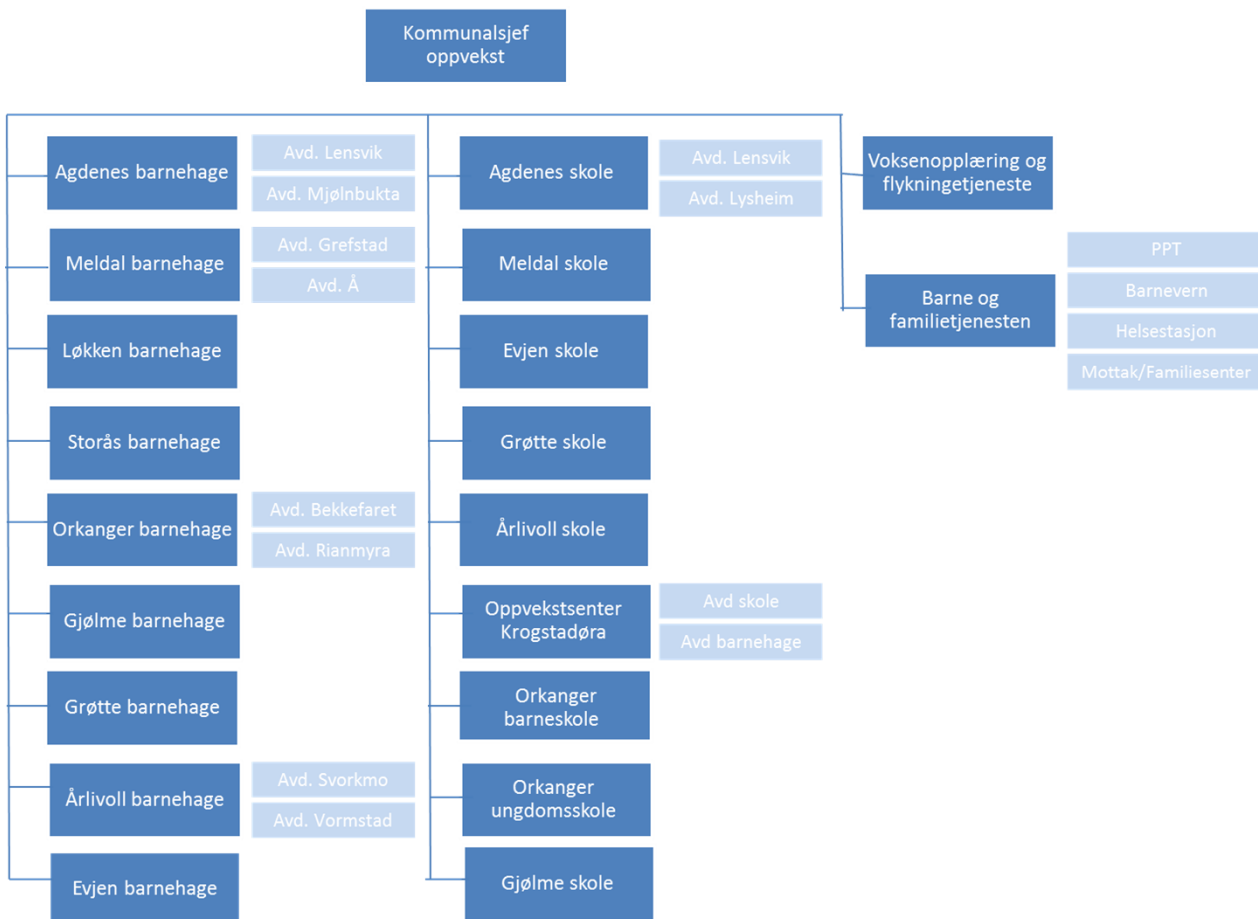 Kommunalsjef
oppvekst
Agdenes barnehage
Avd. Lensvik
Avd. Mjølnbukta
Meldal barnehage
Avd. Grefstad
Avd. Å
Løkken barnehage
Storås barnehage
Orkanger barnehage
Avd. Bekkefaret
Avd. Rianmyra
Gjølme barnehage
Grøtte barnehage
Årlivoll barnehage
Avd. Svorkmo
Avd. Vormstad
Evjen barnehage
Agdenes skole
Avd. Lensvik
Avd. Lysheim
Meldal skole
Evjen skole
Grøtte skole
Årlivoll skole
Oppvekstsenter
Krogstadøra
Avd skole
Avd barnehage
Orkanger
barneskole
Orkanger
ungdomsskole
Gjølme skole
Voksenopplæring og
flykningetjeneste
Barne og
familietjenesten
PPT
Barnevern
Helsestasjon
Mottak/Familiesenter